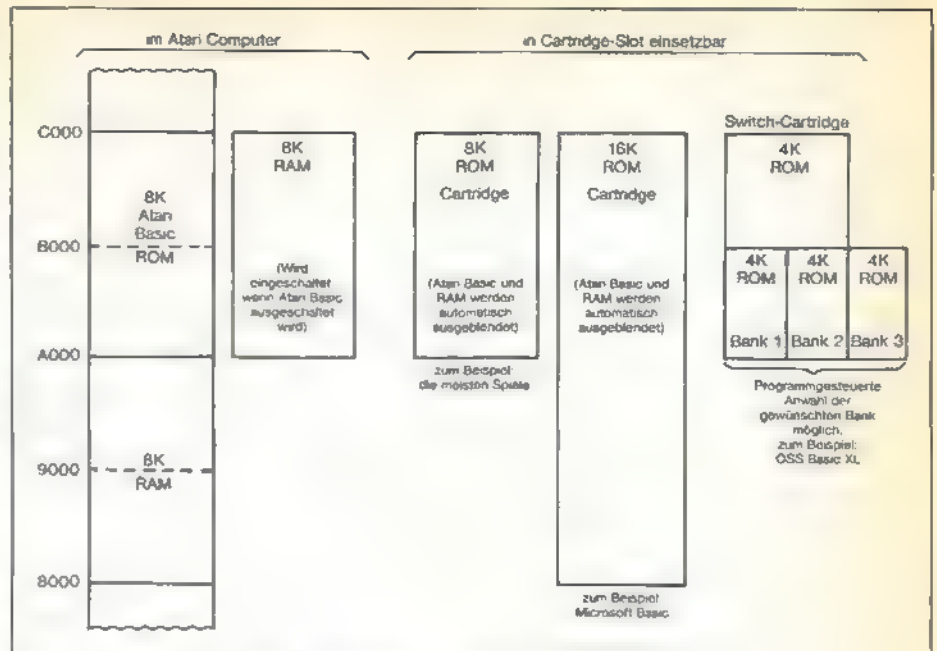 im Atari Computer
in Cartridge-Slot einsetzbar
C000
B000
A000
9000
8000
8K
Atari
Basic
ROM
8K
RAM
8K
RAM
(Wird
eingeschaltet
wenn Atari Basic
ausgeschaltet
wird)
8K
ROM
Cartridge
(Atari Basic und
RAM werden
automatisch
ausgeblendet)
zum Beispiel
die meisten Spiele
16K
ROM
Cartridge
(Atari Basic und
RAM werden
automatisch
ausgeblendet)
zum Beispiel
Microsoft Basic
Switch-Cartridge
4K
ROM
4K
ROM
Bank 1
4K
ROM
Bank 2
4K
ROM
Bank 3
Programmgesteuerte
Anwahl der
gewünschten Bank
möglich,
zum Beispiel:
OSS Basic XL